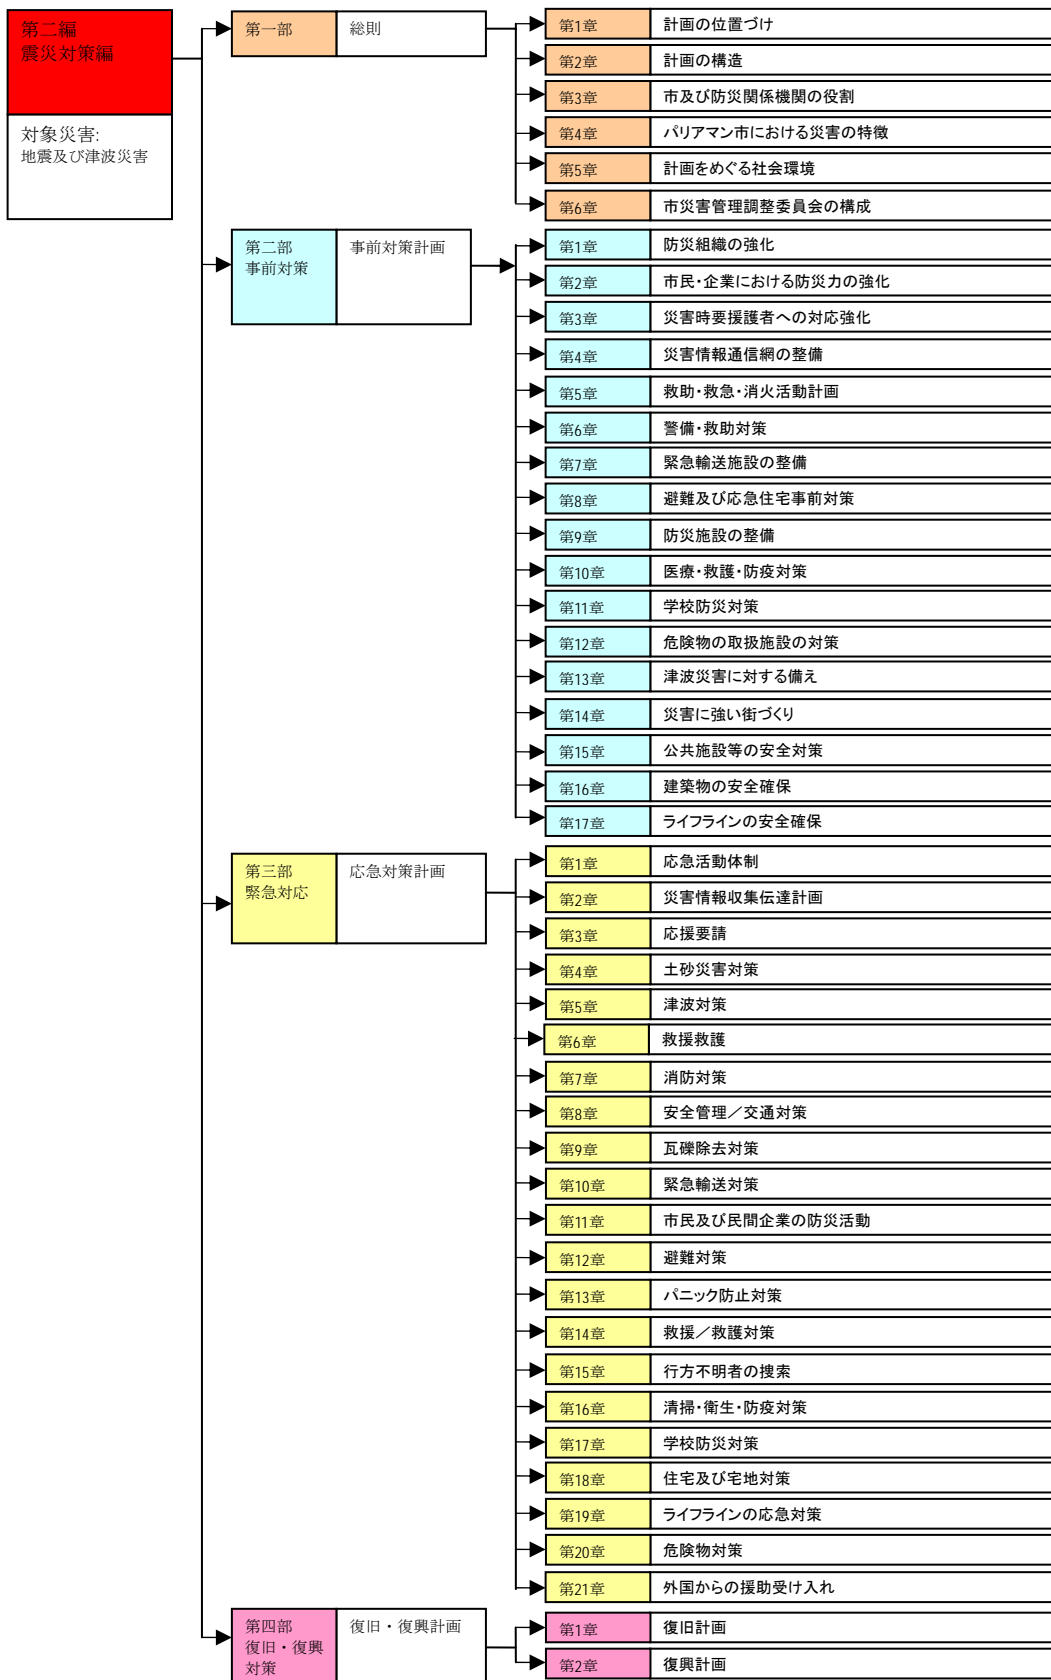 第二編
震災対策編
対象災害:
地震及び津波災害
第一部 総則
第1章 計画の位置づけ
第2章 計画の構造
第3章 市及び防災関係機関の役割
第4章 パリアマン市における災害の特徴
第5章 計画をめぐる社会環境
第6章 市災害管理調整委員会の構成
第二部 事前対策計画
事前対策
第1章 防災組織の強化
第2章 市民・企業における防災力の強化
第3章 災害時要援護者への対応強化
第4章 災害情報通信網の整備
第5章 救助・救急・消火活動計画
第6章 警備・救助対策
第7章 緊急輸送施設の整備
第8章 避難及び応急住宅事前対策
第9章 防災施設の整備
第10章 医療・救護・防疫対策
第11章 学校防災対策
第12章 危険物の取扱施設の対策
第13章 津波災害に対する備え
第14章 災害に強い街づくり
第15章 公共施設等の安全対策
第16章 建築物の安全確保
第17章 ライフラインの安全確保
第三部 応急対策計画
緊急対応
第1章 応急活動体制
第2章 災害情報収集伝達計画
第3章 応援要請
第4章 土砂災害対策
第5章 津波対策
第6章 救援救護
第7章 消防対策
第8章 安全管理／交通対策
第9章 瓦礫除去対策
第10章 緊急輸送対策
第11章 市民及び民間企業の防災活動
第12章 避難対策
第13章 パニック防止対策
第14章 救援／救護対策
第15章 行方不明者の捜索
第16章 清掃・衛生・防疫対策
第17章 学校防災対策
第18章 住宅及び宅地対策
第19章 ライフラインの応急対策
第20章 危険物対策
第21章 外国からの援助受け入れ
第四部 復旧・復興計画
復旧・復興
対策
第1章 復旧計画
第2章 復興計画